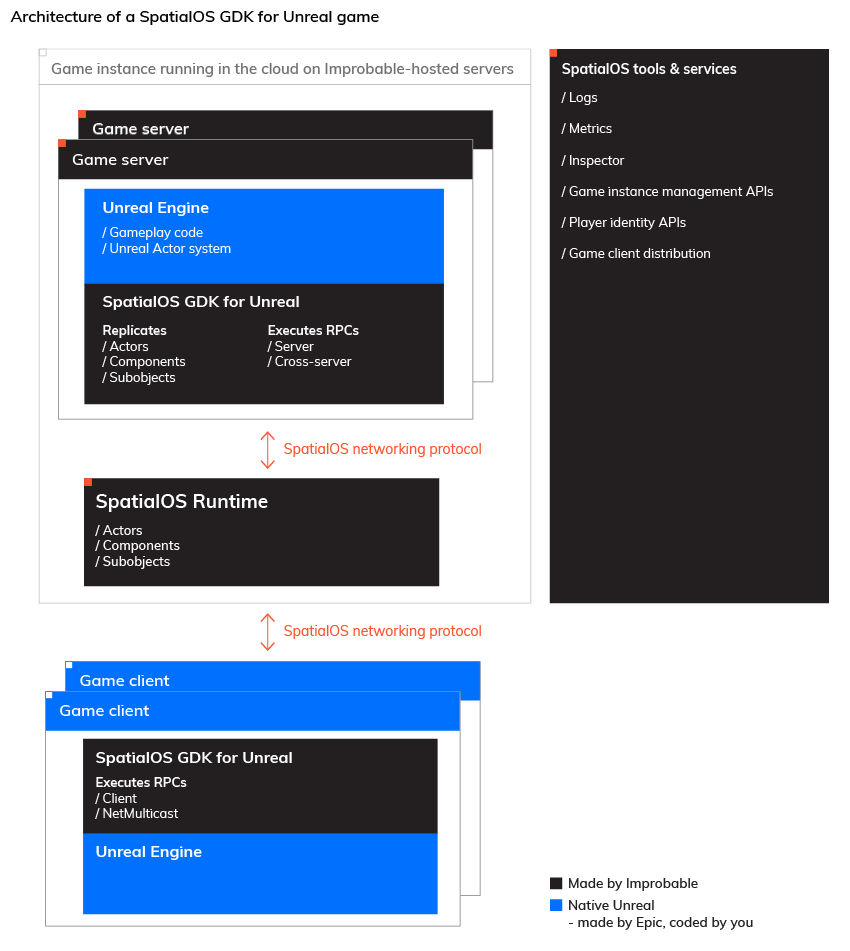 Architecture of a SpatialOS GDK for Unreal game
Game instance running in the cloud on Improbable-hosted servers
Game server
Game server
Unreal Engine
/ Gameplay code
/ Unreal Actor system
SpatialOS GDK for Unreal
Replicates
/ Actors
/ Components
/ Subobjects
Executes RPCs
/ Server
/ Cross-server
SpatialOS networking protocol
SpatialOS Runtime
/ Actors
/ Components
/ Subobjects
SpatialOS tools & services
/ Logs
/ Metrics
/ Inspector
/ Game instance management APIs
/ Player identity APIs
/ Game client distribution
SpatialOS networking protocol
Game client
Game client
SpatialOS GDK for Unreal
Executes RPCs
/ Client
/ NetMulticast
Unreal Engine
Made by Improbable
Native Unreal
- made by Epic, coded by you